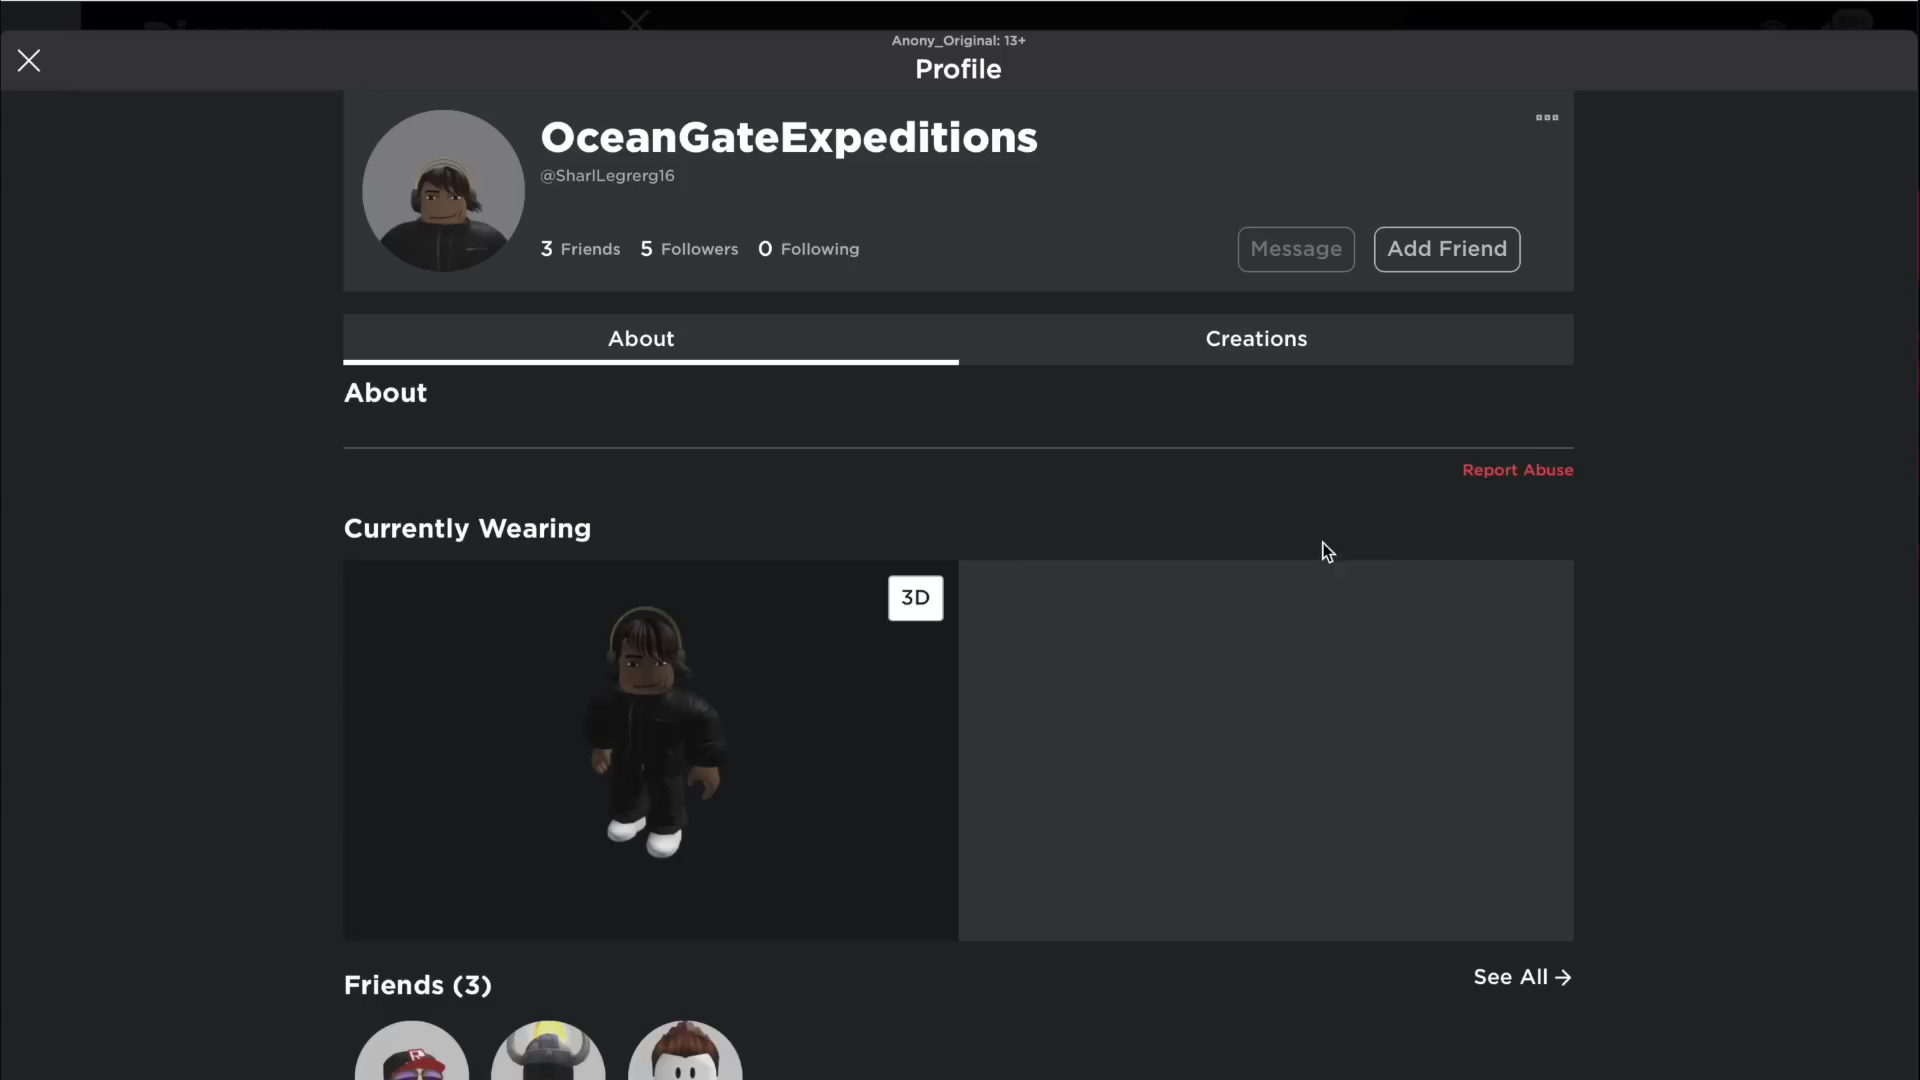 Anony_Original: 13+
Profile
OceanGateExpeditions
@SharlLegrerg16
3 Friends 5 Followers 0 Following
Message
Add Friend
About
Creations
About
Report Abuse
Currently Wearing
3D
Friends (3)
See All
R